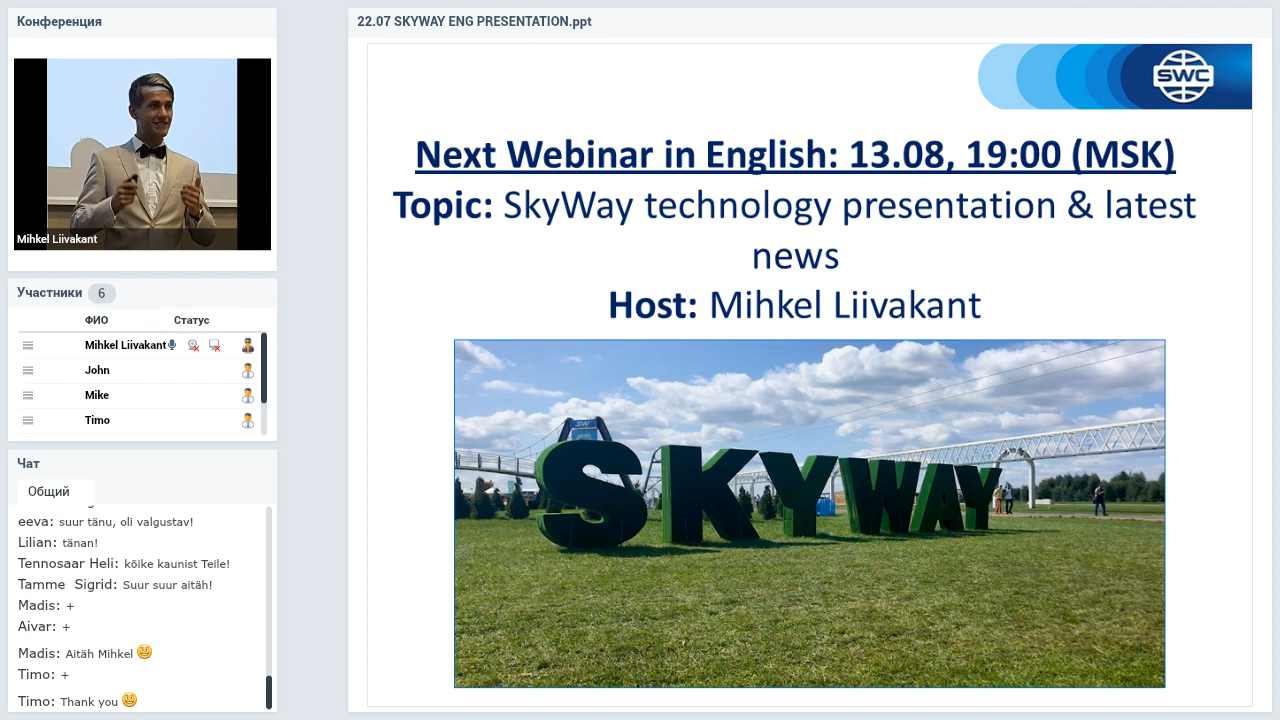 Конференция
Mihkel Liivakant
Участники 6
ФИО Статус
Mihkel Liivakant
John
Mike
Timo
Чат
Общий
eeva: suur tänu, oli valgustav!
Lilian: tänan!
Tennosaar Heli: kõike kaunist Teile!
Tamme Sigrid: Suur suur aitäh!
Madis: +
Aivar: +
Madis: Aitäh Mihkel
Timo: +
Timo: Thank you
22.07 SKYWAY ENG PRESENTATION.ppt
SWC
Next Webinar in English: 13.08, 19:00 (MSK)
Topic: SkyWay technology presentation & latest
news
Host: Mihkel Liivakant
SKYWAY